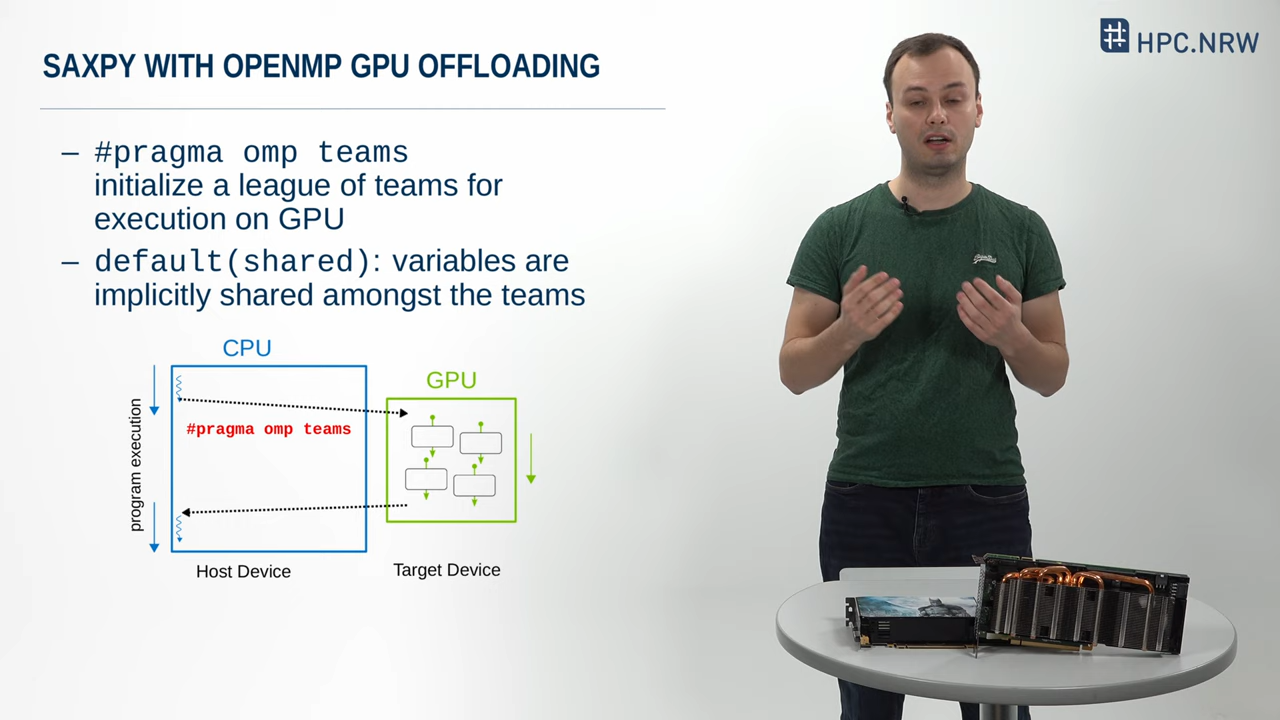 HPC.NRW
SAXPY WITH OPENMP GPU OFFLOADING
– #pragma omp teams
initialize a league of teams for
execution on GPU
– default(shared): variables are
implicitly shared amongst the teams
CPU
GPU
program execution
#pragma omp teams
Host Device
Target Device